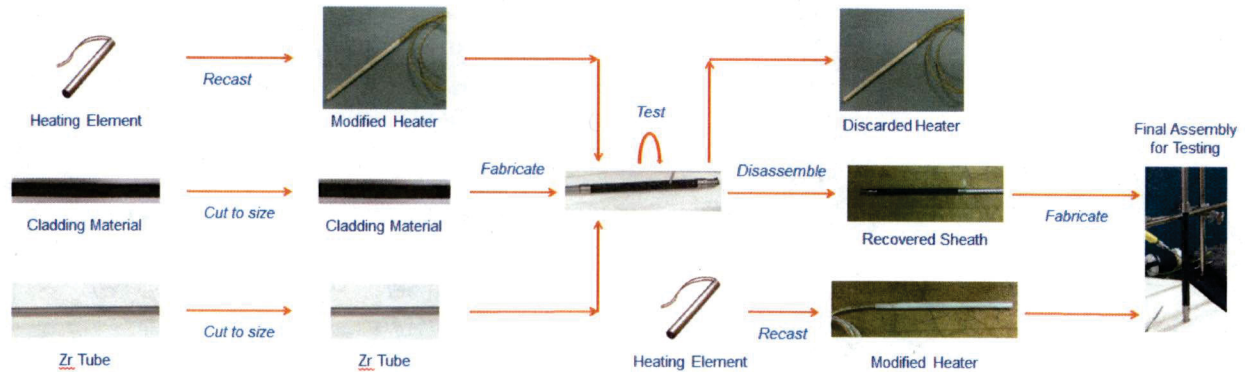 Heating Element
Recast
Modified Heater
Test
Discarded Heater
Final Assembly
for Testing
Cladding Material
Cut to size
Cladding Material
Fabricate
Disassemble
Recovered Sheath
Fabricate
Zr Tube
Cut to size
Zr Tube
Heating Element
Recast
Modified Heater